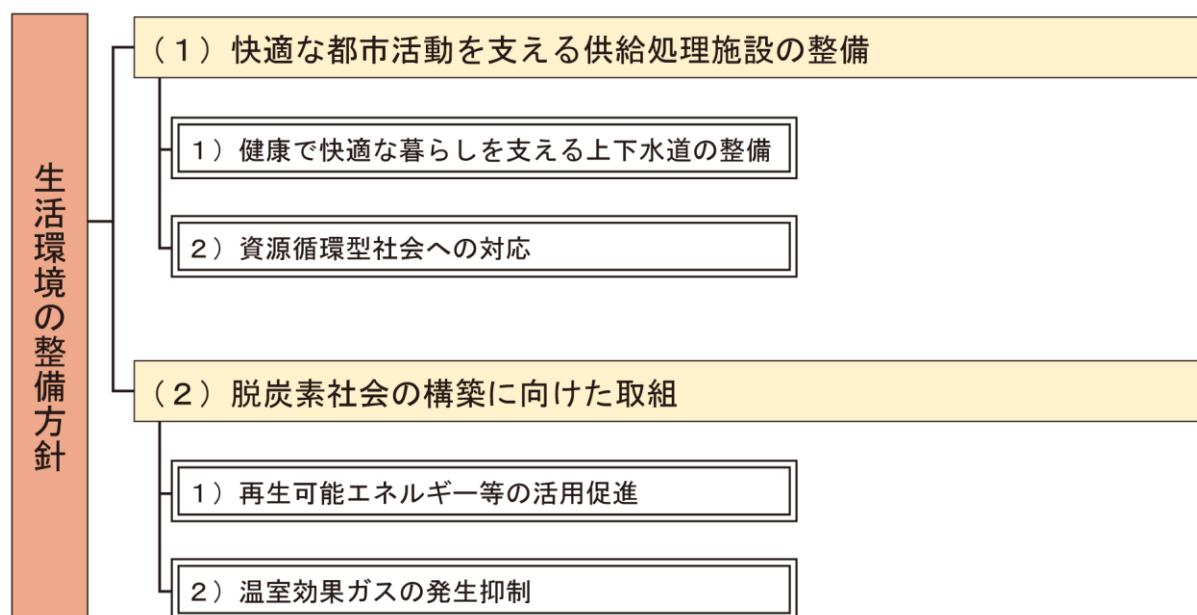 生活環境の整備方針
（１）快適な都市活動を支える供給処理施設の整備
１）健康で快適な暮らしを支える上下水道の整備
２）資源循環型社会への対応
（２）脱炭素社会の構築に向けた取組
１）再生可能エネルギー等の活用促進
２）温室効果ガスの発生抑制